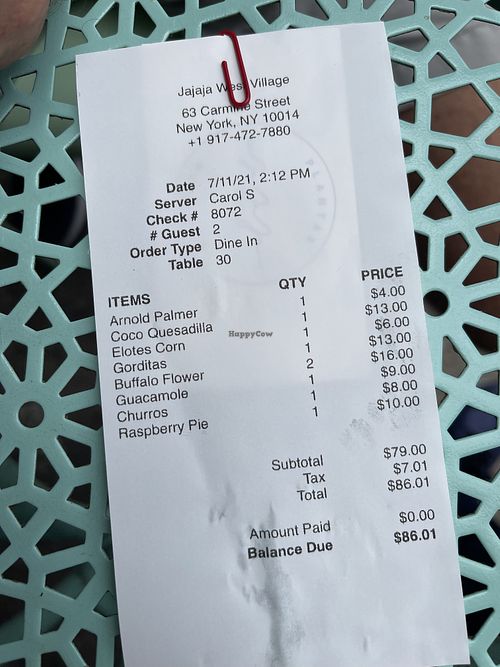 Jajaja West Village
63 Carmine Street
New York, NY 10014
+1 917-472-7880
Date 7/11/21, 2:12 PM
Server Carol S
Check # 8072
# Guest 2
Order Type Dine In
Table 30
ITEMS QTY PRICE
Arnold Palmer 1 $4.00
Coco Quesadilla 1 $13.00
Elotes Corn 1 $6.00
Gorditas 1 $13.00
Buffalo Flower 2 $16.00
Guacamole 1 $9.00
Churros 1 $8.00
Raspberry Pie 1 $10.00
Subtotal $79.00
Tax $7.01
Total $86.01
Amount Paid $0.00
Balance Due $86.01
HappyCow